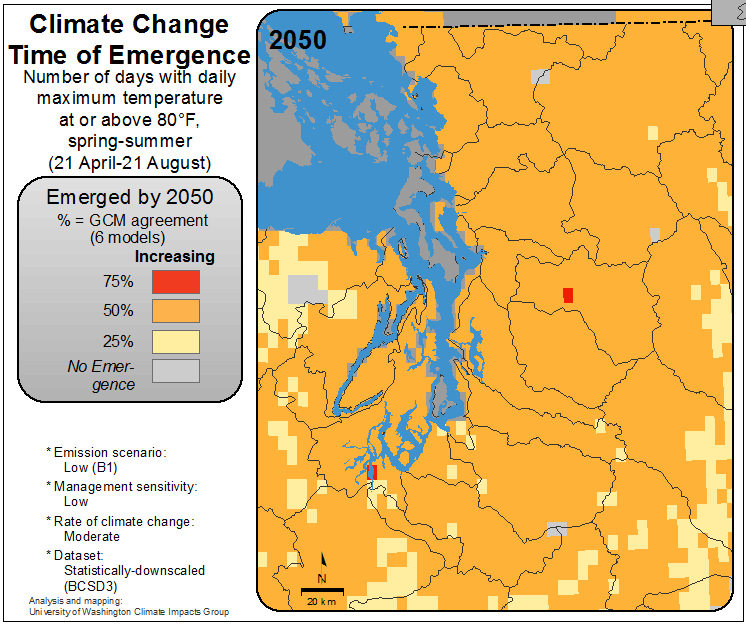 Climate Change
Time of Emergence
Number of days with daily
maximum temperature
at or above 80°F,
spring-summer
(21 April-21 August)
Emerged by 2050
% = GCM agreement
(6 models)
Increasing
75%
50%
25%
No Emer-
gence
* Emission scenario:
Low (B1)
* Management sensitivity:
Low
* Rate of climate change:
Moderate
* Dataset:
Statistically-downscaled
(BCSD3)
Analysis and mapping:
University of Washington Climate Impacts Group
2050
N
20 km